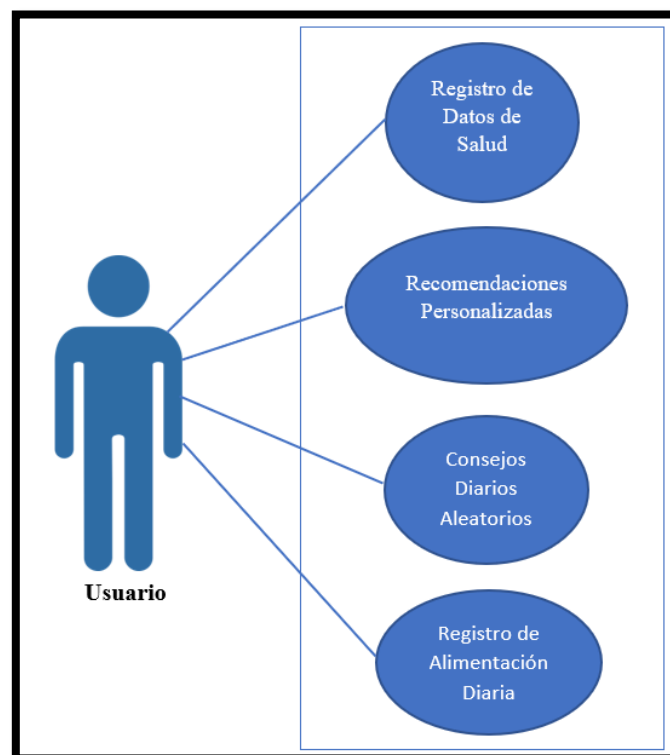 Registro de
Datos de
Salud
Recomendaciones
Personalizadas
Consejos
Diarios
Aleatorios
Usuario
Registro de
Alimentación
Diaria